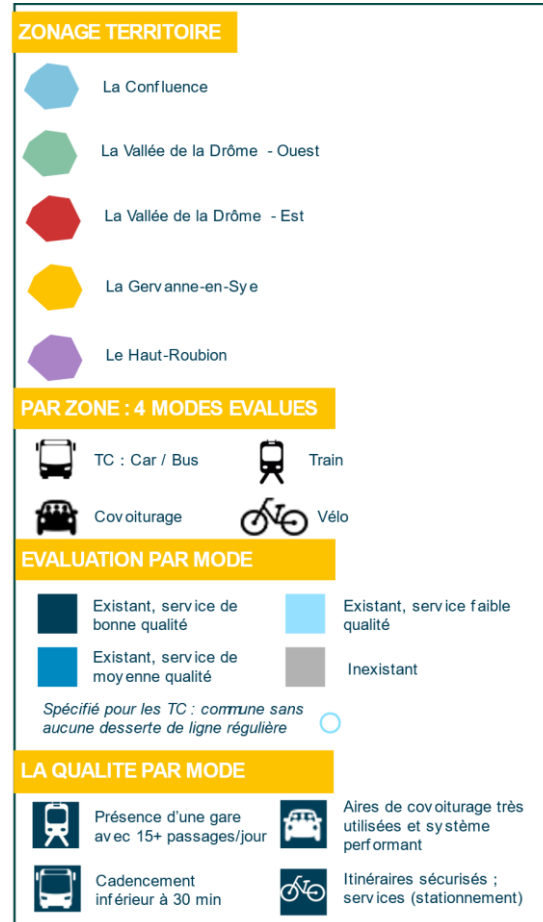 ZONAGE TERRITOIRE
La Confluence
La Vallée de la Drôme - Ouest
La Vallée de la Drôme - Est
La Gervanne-en-Sye
Le Haut-Roubion
PAR ZONE : 4 MODES EVALUES
TC : Car / Bus
Train
Covoiturage
Vélo
EVALUATION PAR MODE
Existant, service de
bonne qualité
Existant, service faible
qualité
Existant, service de
moyenne qualité
Inexistant
Spécifié pour les TC : commune sans
aucune desserte de ligne régulière
LA QUALITE PAR MODE
Présence d'une gare
avec 15+ passages/jour
Aires de covoiturage très
utilisées et système
performant
Cadencement
inférieur à 30 min
Itinéraires sécurisés ;
services (stationnement)